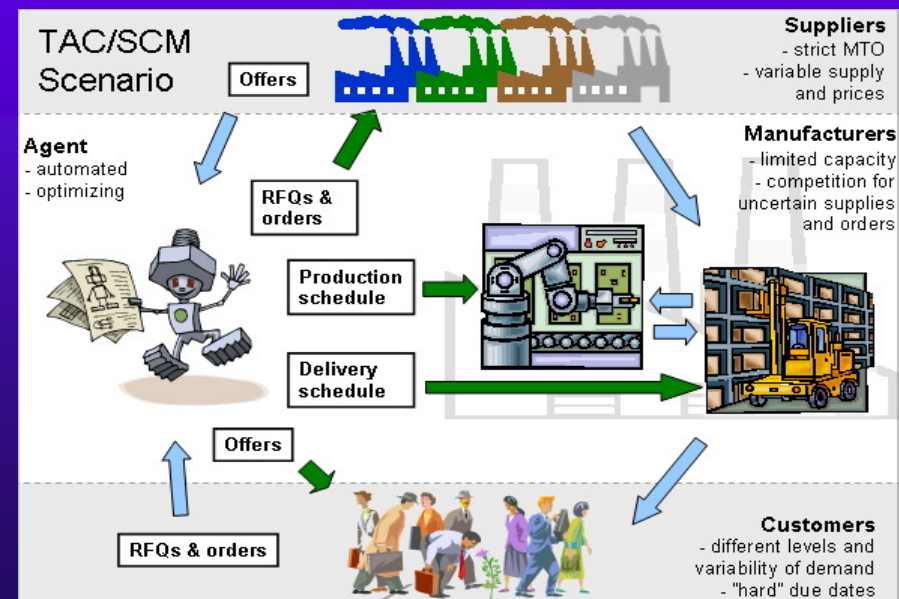 TAC/SCM
Scenario
Offers
Suppliers
- strict MTO
- variable supply
and prices
Agent
- automated
- optimizing
RFQs &
orders
Manufacturers
- limited capacity
- competition for
uncertain supplies
and orders
Production
schedule
Delivery
schedule
Offers
RFQs & orders
Customers
- different levels and
variability of demand
- "hard" due dates